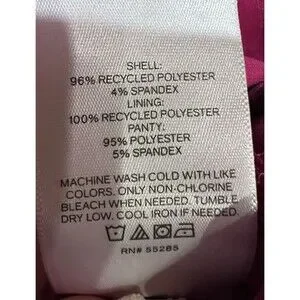 SHELL:
96% RECYCLED POLYESTER
4% SPANDEX
LINING:
100% RECYCLED POLYESTER
PANTY:
95% POLYESTER
5% SPANDEX
MACHINE WASH COLD WITH LIKE
COLORS. ONLY NON-CHLORINE
BLEACH WHEN NEEDED. TUMBLE
DRY LOW. COOL IRON IF NEEDED
RN# 55285